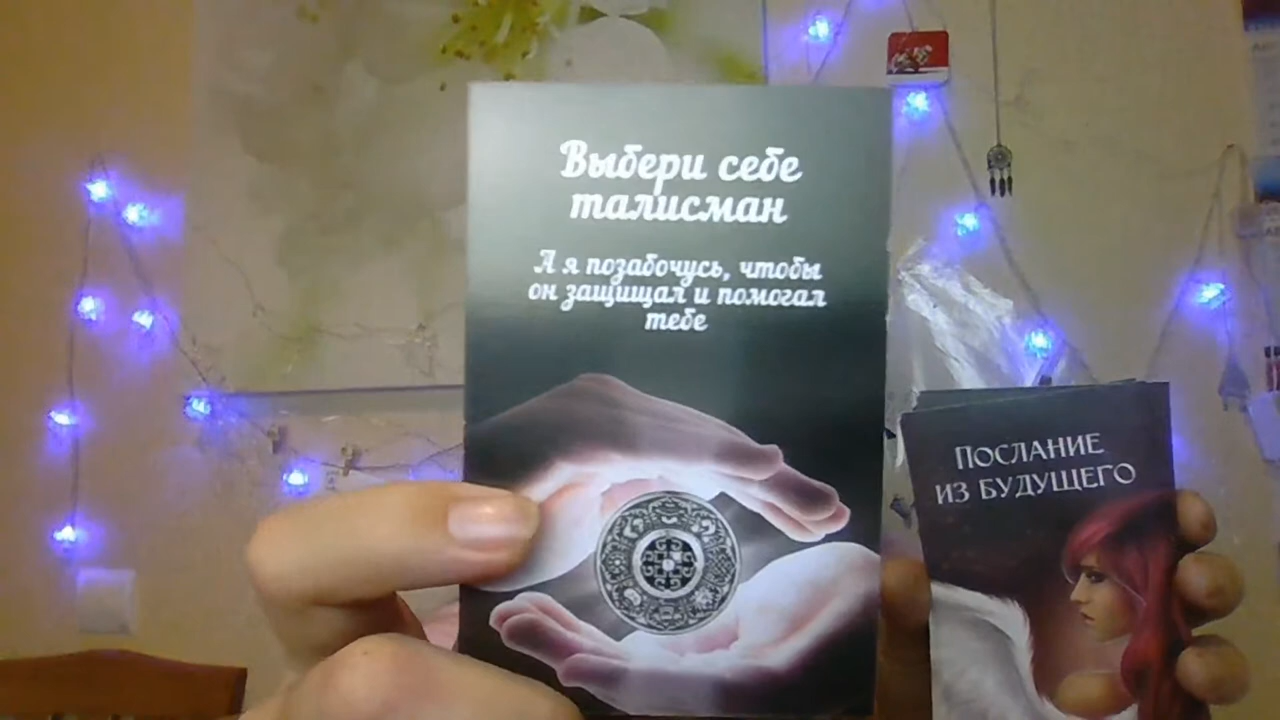 Выбери себе
талисман
А я позабочусь, чтобы
он защищал и помогал
тебе
Послание
из будущего